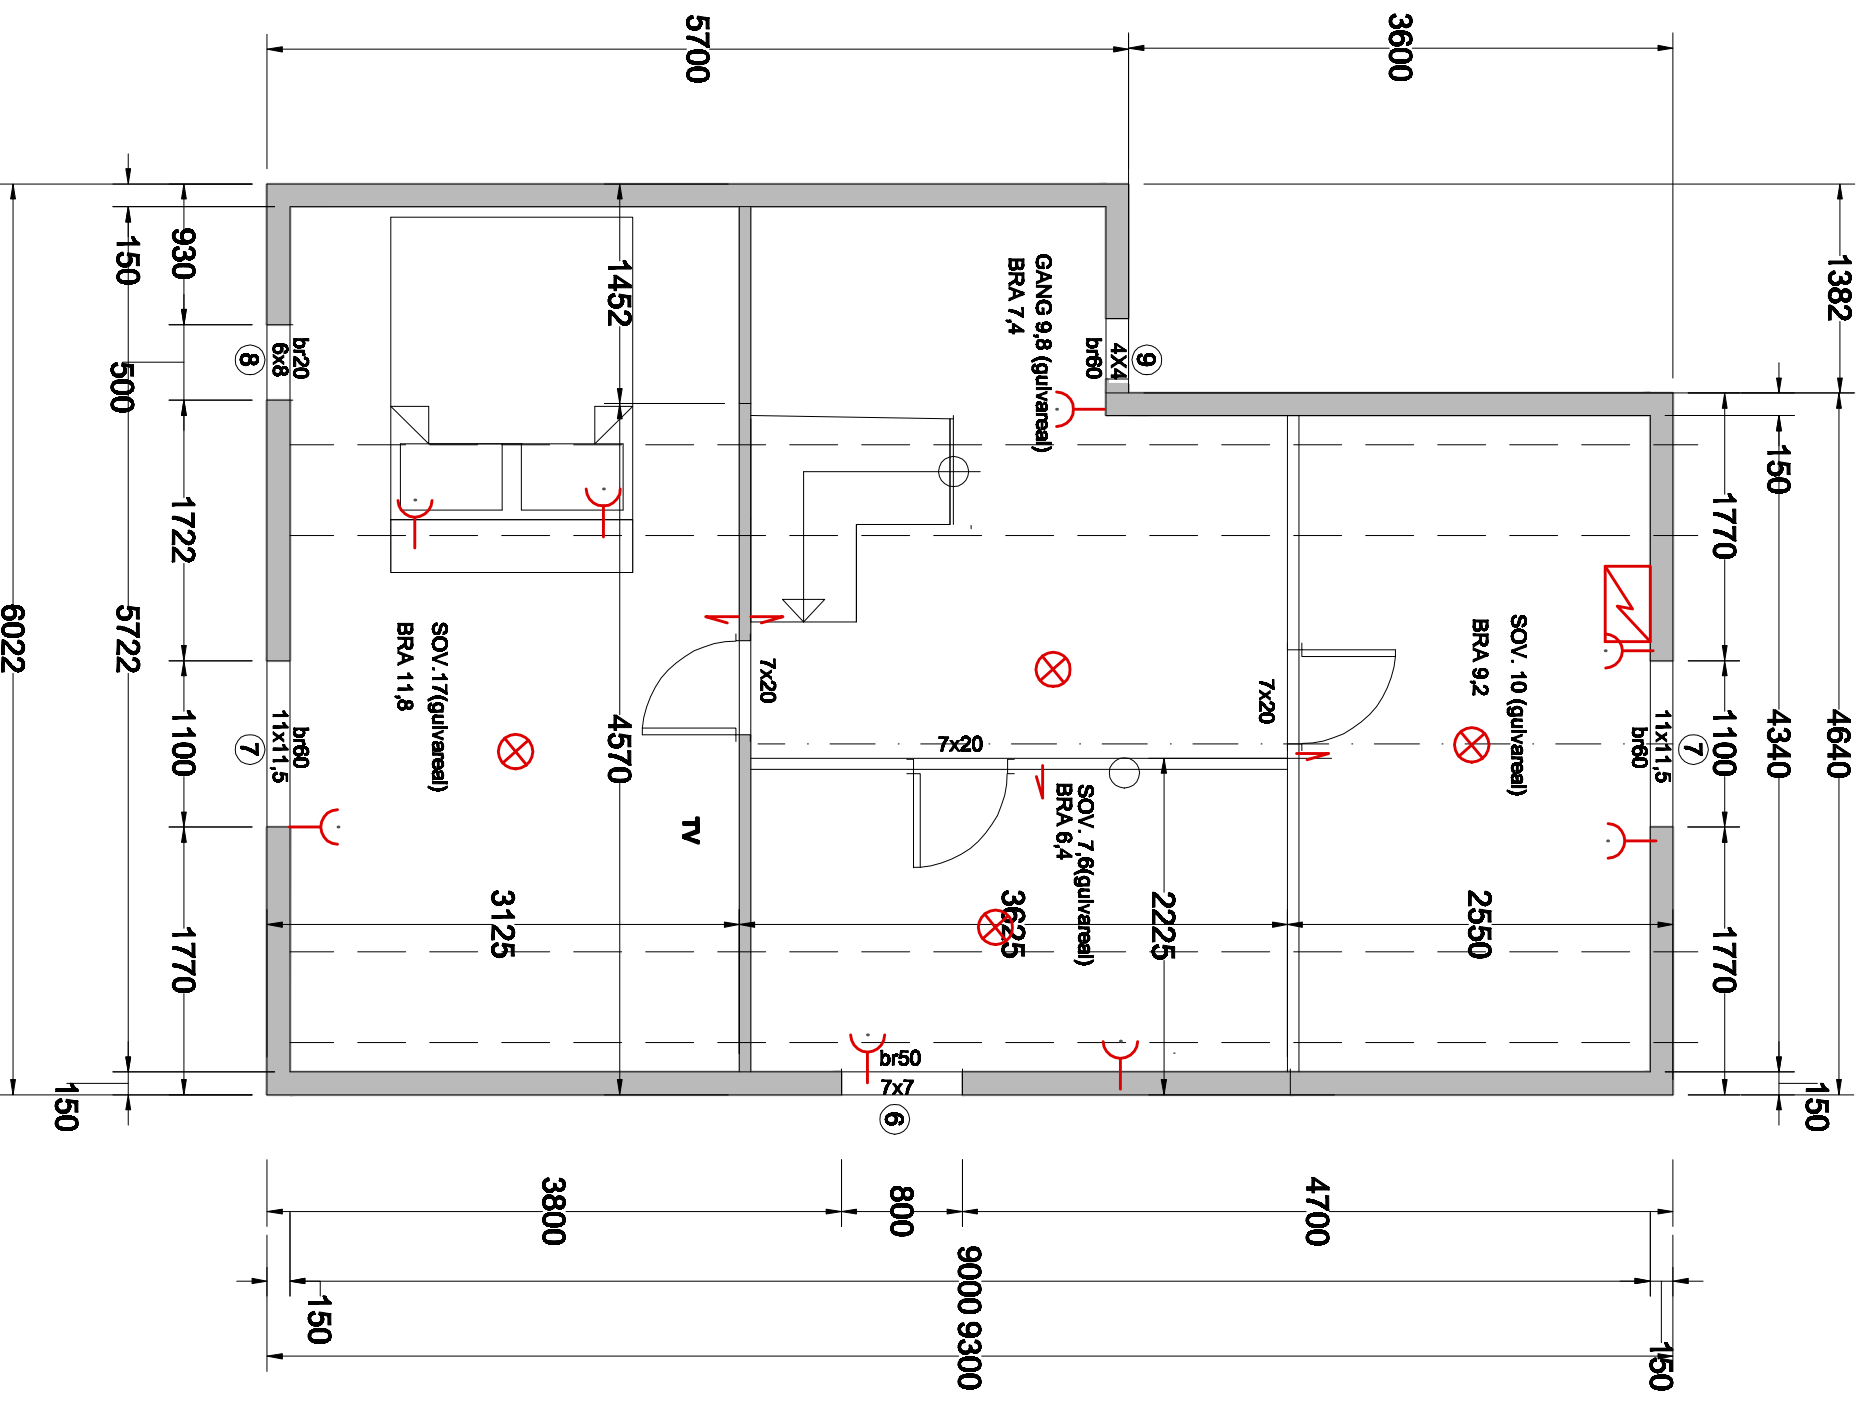 5700
3600
1382
930
150
500
1722
5722
6022
1100
1770
150
br20
6x8
8
br60
11x11,5
7
1452
4570
SOV.17(gulvareal)
BRA 11,8
TV
3125
GANG 9,8 (gulvareal)
BRA 7,4
9
4X4
br60
7x20
7x20
7x20
SOV. 7,6(gulvareal)
BRA 6,4
3625
2225
br50
7x7
6
SOV. 10 (gulvareal)
BRA 9,2
2550
11x11,5
br60
7
1770
150
1100
4340
4640
1770
150
3800
800
4700
9000
9300
150
150